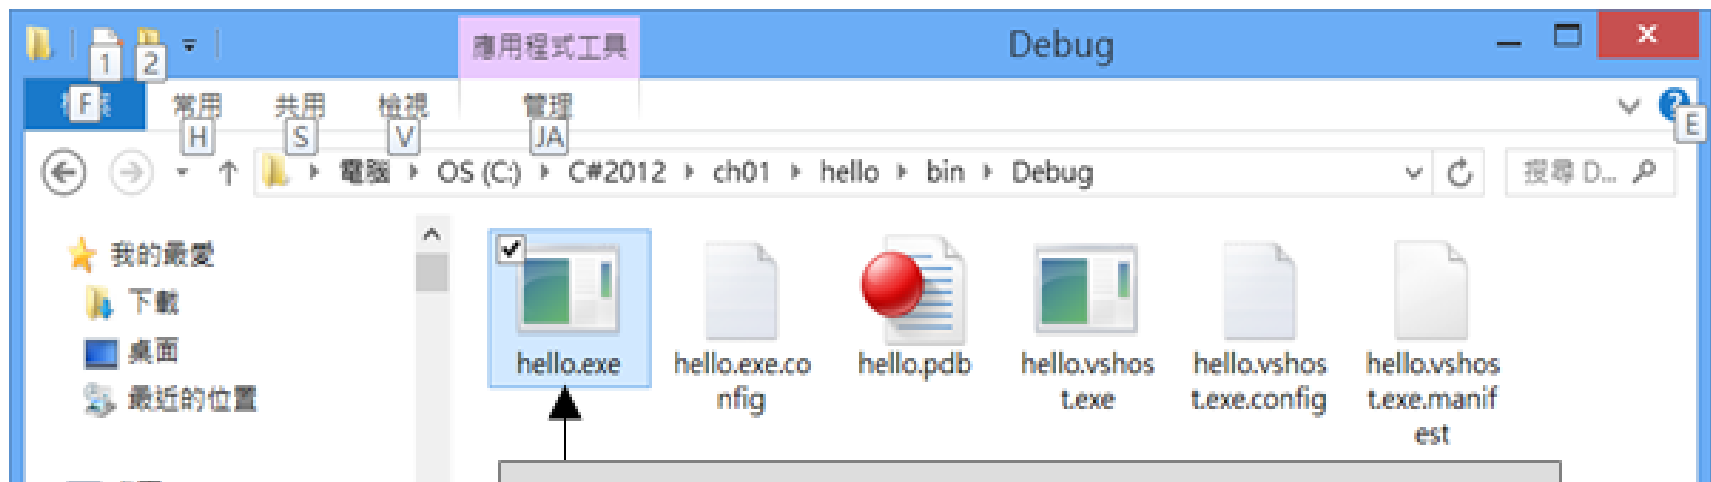 應用程式工具
Debug
1
2
F
常用
共用
檢視
管理
H
S
V
JA
E
電腦 OS (C:) C#2012 ch01 hello bin Debug
搜尋 D...
我的最愛
下載
桌面
最近的位置
hello.exe
hello.exe.co
nfig
hello.pdb
hello.vshos
t.exe
hello.vshos
t.exe.config
hello.vshos
t.exe.manif
est